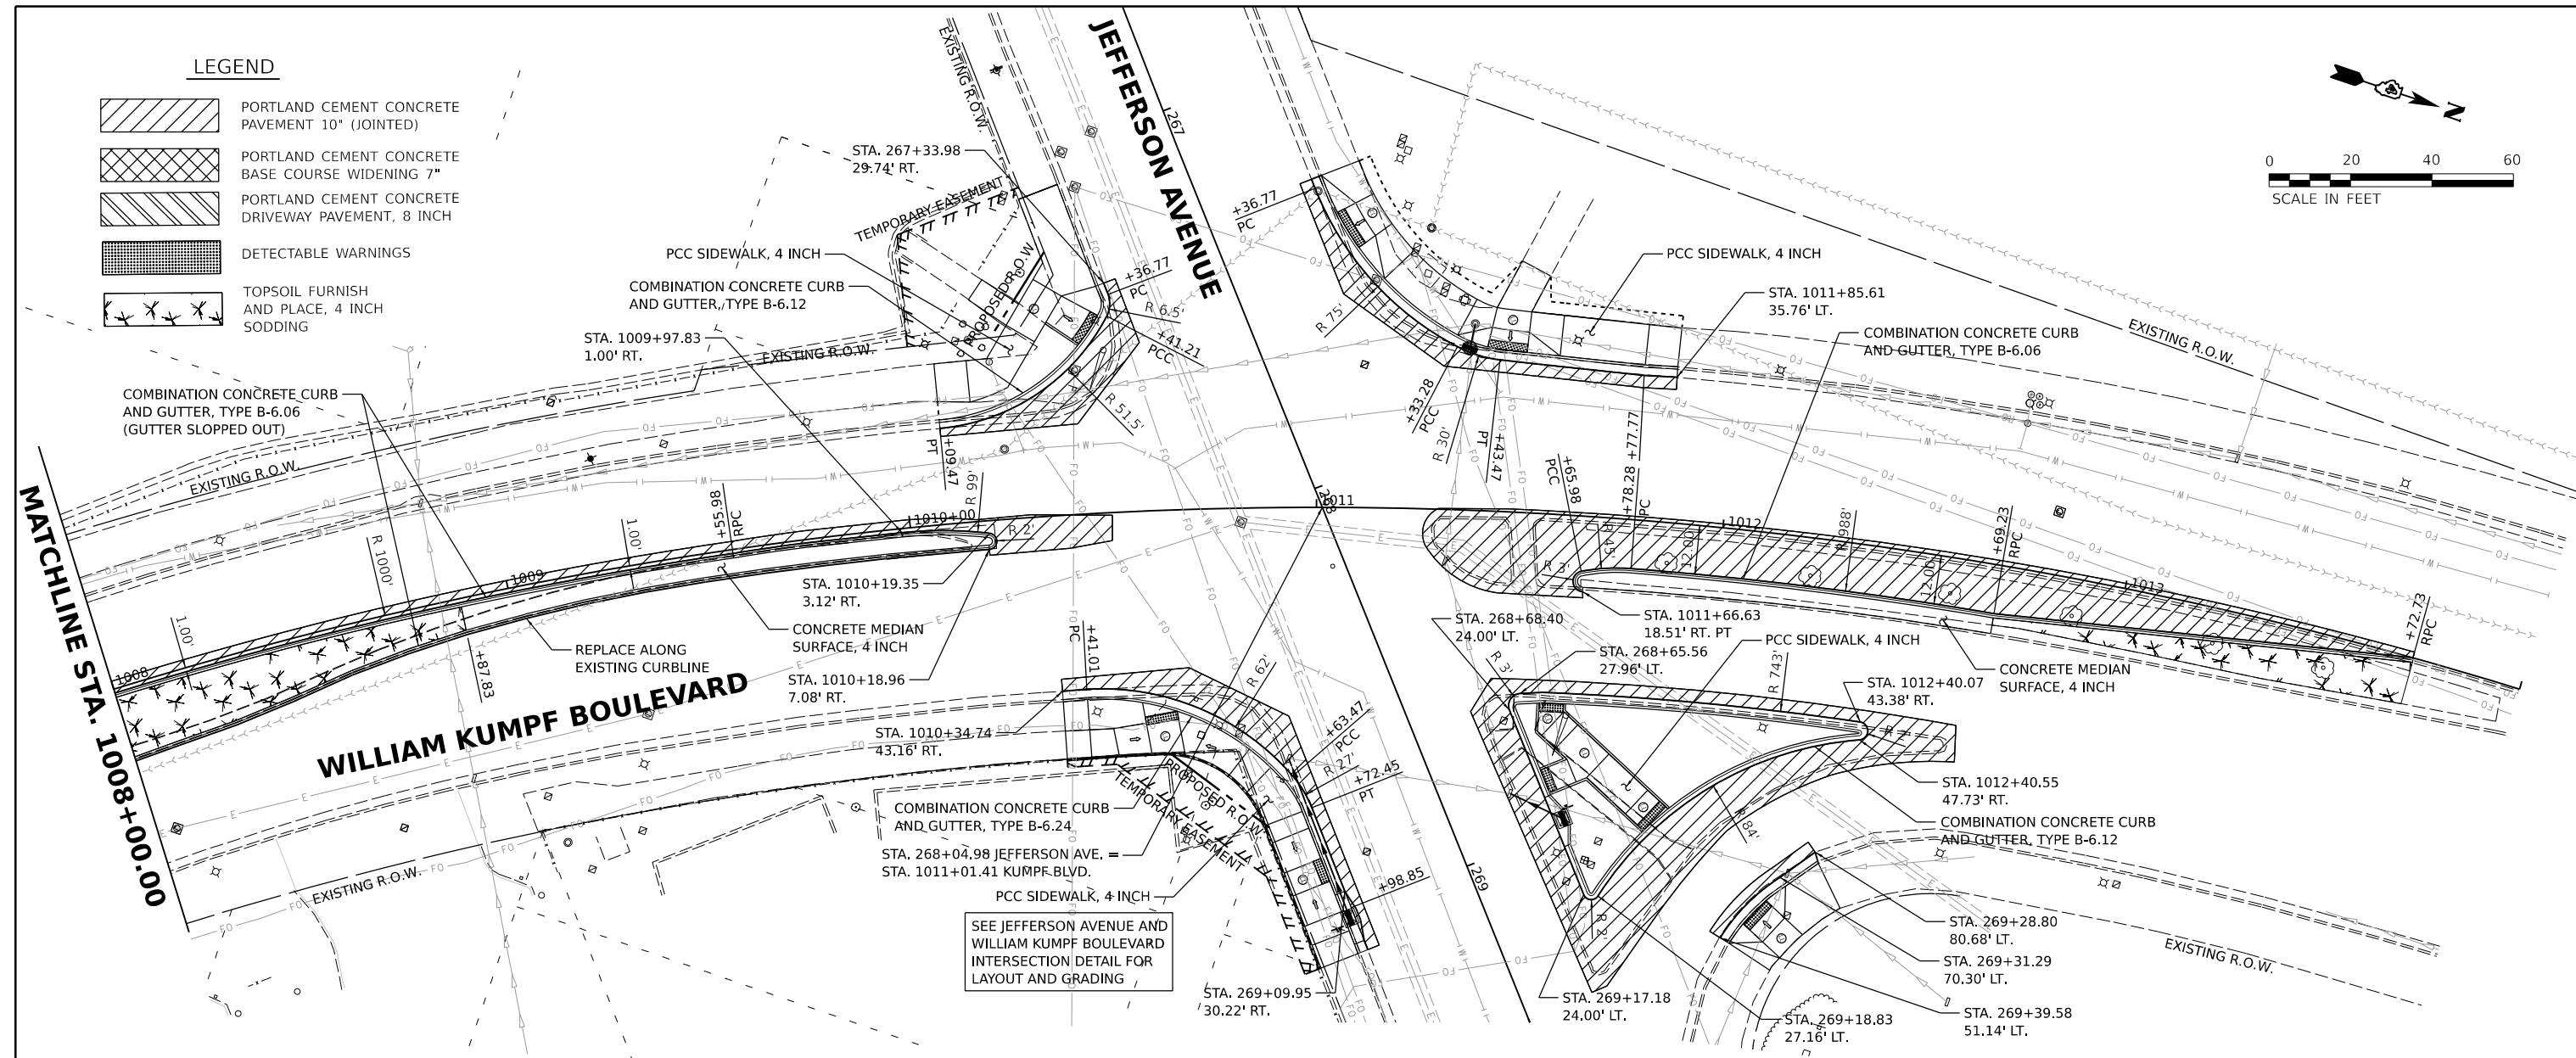 LEGEND
PORTLAND CEMENT CONCRETE
PAVEMENT 10" (JOINTED)
PORTLAND CEMENT CONCRETE
BASE COURSE WIDENING 7"
PORTLAND CEMENT CONCRETE
DRIVEWAY PAVEMENT, 8 INCH
DETECTABLE WARNINGS
TOPSOIL FURNISH
AND PLACE, 4 INCH
SODDING
N
0 20 40 60
SCALE IN FEET
JEFFERSON AVENUE
WILLIAM KUMPF BOULEVARD
MATCHLINE STA. 1008+00.00
EXISTING R.O.W.
STA. 267+33.98
29.74' RT.
TEMPORARY EASEMENT
PROPOSED R.O.W
PCC SIDEWALK, 4 INCH
COMBINATION CONCRETE CURB
AND GUTTER, TYPE B-6.12
STA. 1009+97.83
1.00' RT.
EXISTING R.O.W.
COMBINATION CONCRETE CURB
AND GUTTER, TYPE B-6.06
(GUTTER SLOPPED OUT)
EXISTING R.O.W.
267
+36.77
PC
R 6.5'
+41.21
PCC
R 51.5'
+09.47
PT
R 99'
R 2'
1010+00
+55.98
RPC
1.00'
R 1000'
1009
1.00'
1008
+87.83
REPLACE ALONG
EXISTING CURBLINE
CONCRETE MEDIAN
SURFACE, 4 INCH
STA. 1010+19.35
3.12' RT.
STA. 1010+18.96
7.08' RT.
+36.77
PC
R 75'
+33.28
PCC
R 30'
+43.47
PT
PCC SIDEWALK, 4 INCH
STA. 1011+85.61
35.76' LT.
COMBINATION CONCRETE CURB
AND GUTTER, TYPE B-6.06
EXISTING R.O.W.
268
1011
+65.98
PCC
+78.28
PC
+77.77
R 45'
R 3'
12.00'
1012
R 988'
12.00'
+69.23
RPC
1013
+72.73
RPC
STA. 1011+66.63
18.51' RT. PT
CONCRETE MEDIAN
SURFACE, 4 INCH
STA. 268+68.40
24.00' LT.
STA. 268+65.56
27.96' LT.
PCC SIDEWALK, 4 INCH
R 3'
R 743'
STA. 1012+40.07
43.38' RT.
STA. 1012+40.55
47.73' RT.
COMBINATION CONCRETE CURB
AND GUTTER, TYPE B-6.12
R 84'
R 2'
+41.01
PC
R 62'
+63.47
PCC
R 27'
+72.45
PT
+98.85
269
STA. 1010+34.74
43.16' RT.
PROPOSED R.O.W.
TEMPORARY EASEMENT
COMBINATION CONCRETE CURB
AND GUTTER, TYPE B-6.24
STA. 268+04.98 JEFFERSON AVE. =
STA. 1011+01.41 KUMPF BLVD.
PCC SIDEWALK, 4 INCH
SEE JEFFERSON AVENUE AND
WILLIAM KUMPF BOULEVARD
INTERSECTION DETAIL FOR
LAYOUT AND GRADING
EXISTING R.O.W.
STA. 269+09.95
30.22' RT.
STA. 269+17.18
24.00' LT.
STA. 269+18.83
27.16' LT.
STA. 269+28.80
80.68' LT.
STA. 269+31.29
70.30' LT.
STA. 269+39.58
51.14' LT.
EXISTING R.O.W.